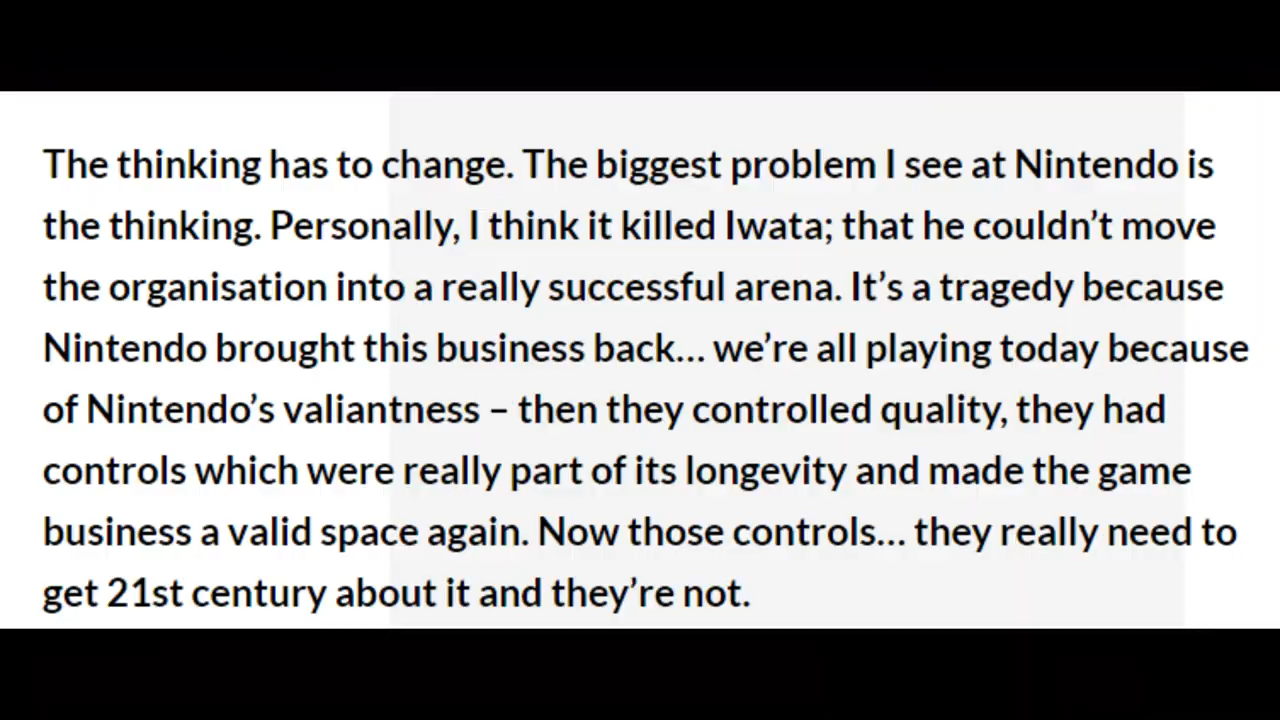 The thinking has to change. The biggest problem I see at Nintendo is
the thinking. Personally, I think it killed Iwata; that he couldn’t move
the organisation into a really successful arena. It’s a tragedy because
Nintendo brought this business back… we’re all playing today because
of Nintendo’s valiantness – then they controlled quality, they had
controls which were really part of its longevity and made the game
business a valid space again. Now those controls… they really need to
get 21st century about it and they’re not.